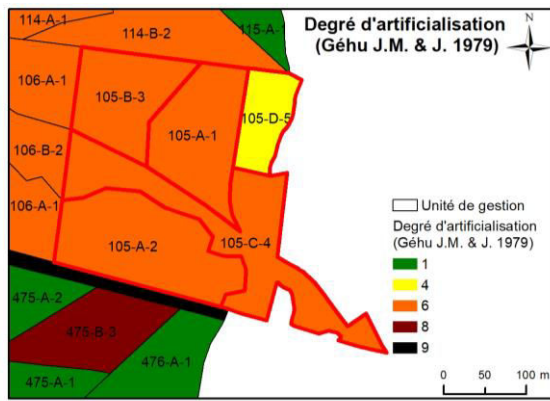 Degré d'artificialisation
(Géhu J.M. & J. 1979)
N
114-A-1
114-B-2
115-A-1
106-A-1
105-B-3
105-A-1
105-D-5
106-B-2
106-A-1
105-A-2
105-C-4
475-A-2
475-B-3
476-A-1
475-A-1
Unité de gestion
Degré d'artificialisation
(Géhu J.M. & J. 1979)
1
4
6
8
9
0 50 100 m